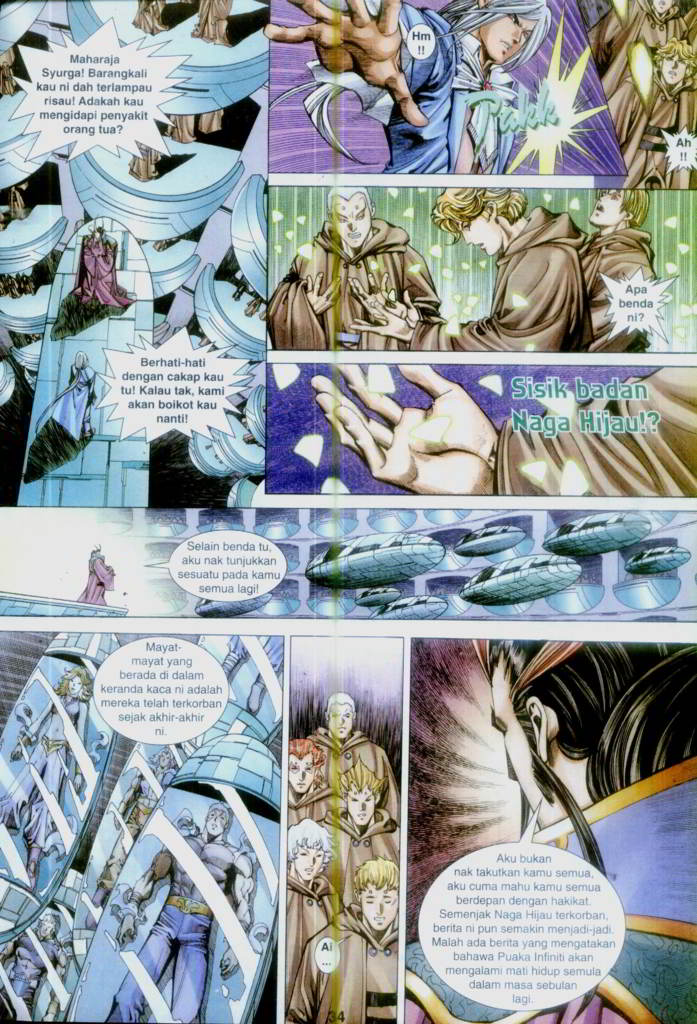 Maharaja
Syurga! Barangkali
kau ni dah terlampau
risau! Adakah kau
mengidapi penyakit
orang tua?
Berhati-hati
dengan cakap kau
tu! Kalau tak, kami
akan boikot kau
nanti!
Hm
!!
Pakk
Ah
!!
Apa
benda
ni?
Sisik badan
Naga Hijau!?
Selain benda tu,
aku nak tunjukkan
sesuatu pada kamu
semua lagi!
Mayat-
mayat yang
berada di dalam
keranda kaca ni adalah
mereka telah terkorban
sejak akhir-akhir
ni.
Ai
...
Aku bukan
nak takutkan kamu semua,
aku cuma mahu kamu semua
berdepan dengan hakikat.
Semenjak Naga Hijau terkorban,
berita ni pun semakin menjadi-jadi.
Malah ada berita yang mengatakan
bahawa Puaka Infiniti akan
mengalami mati hidup semula
dalam masa sebulan
lagi.
34